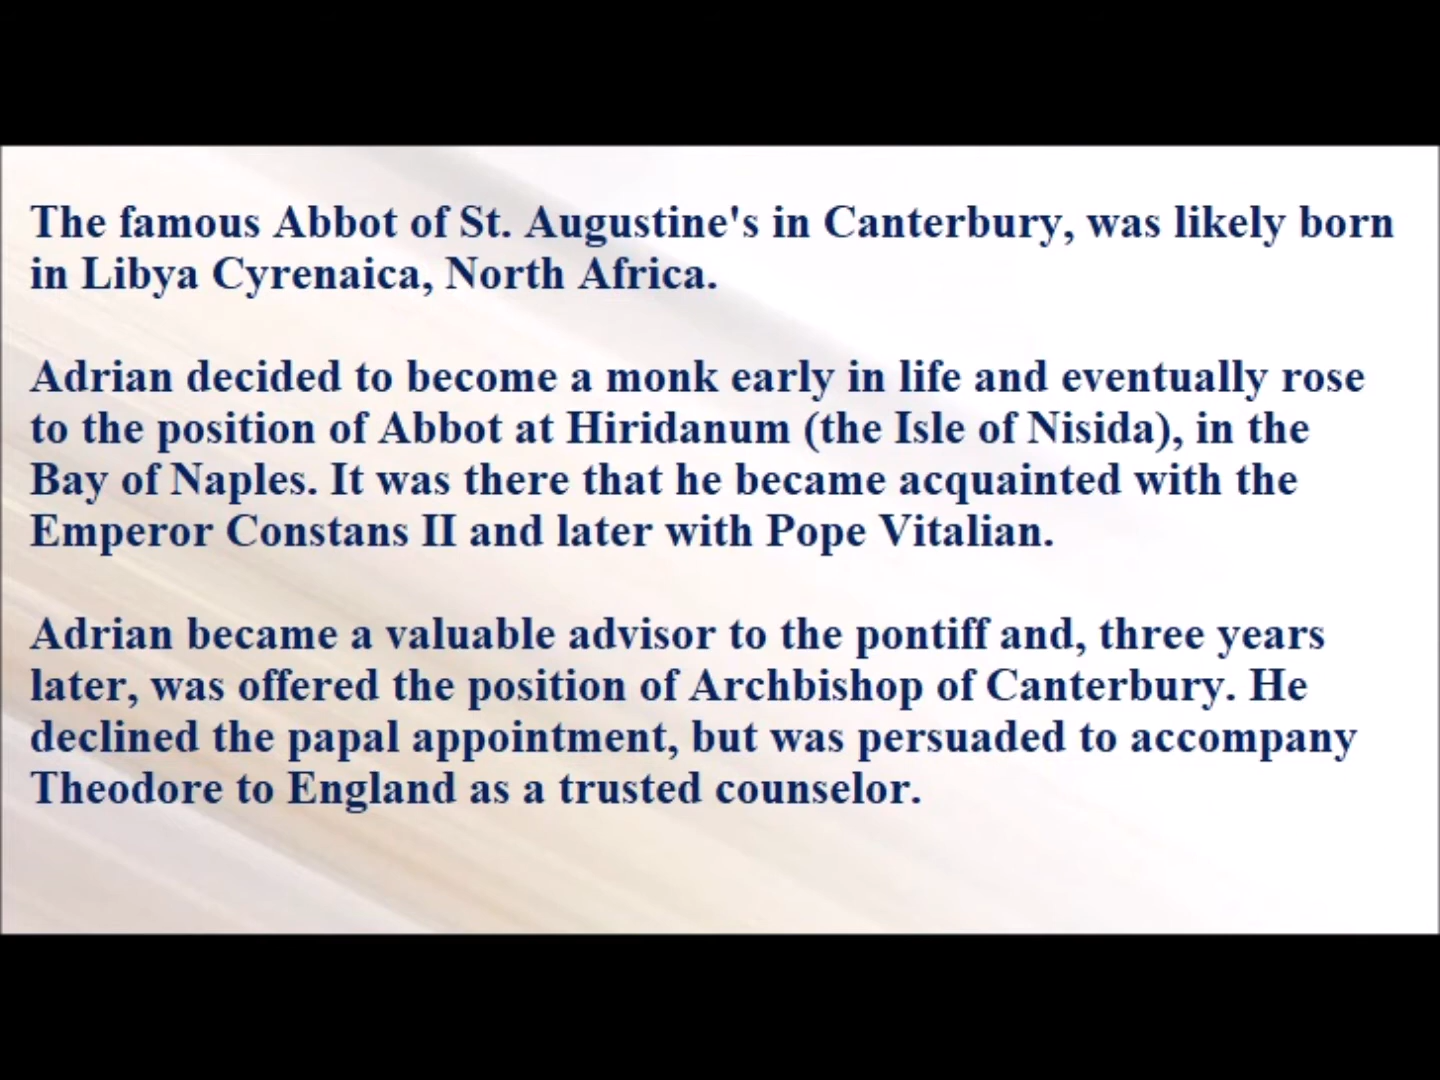 The famous Abbot of St. Augustine's in Canterbury, was likely born
in Libya Cyrenaica, North Africa.
Adrian decided to become a monk early in life and eventually rose
to the position of Abbot at Hiridanum (the Isle of Nisida), in the
Bay of Naples. It was there that he became acquainted with the
Emperor Constans II and later with Pope Vitalian.
Adrian became a valuable advisor to the pontiff and, three years
later, was offered the position of Archbishop of Canterbury. He
declined the papal appointment, but was persuaded to accompany
Theodore to England as a trusted counselor.